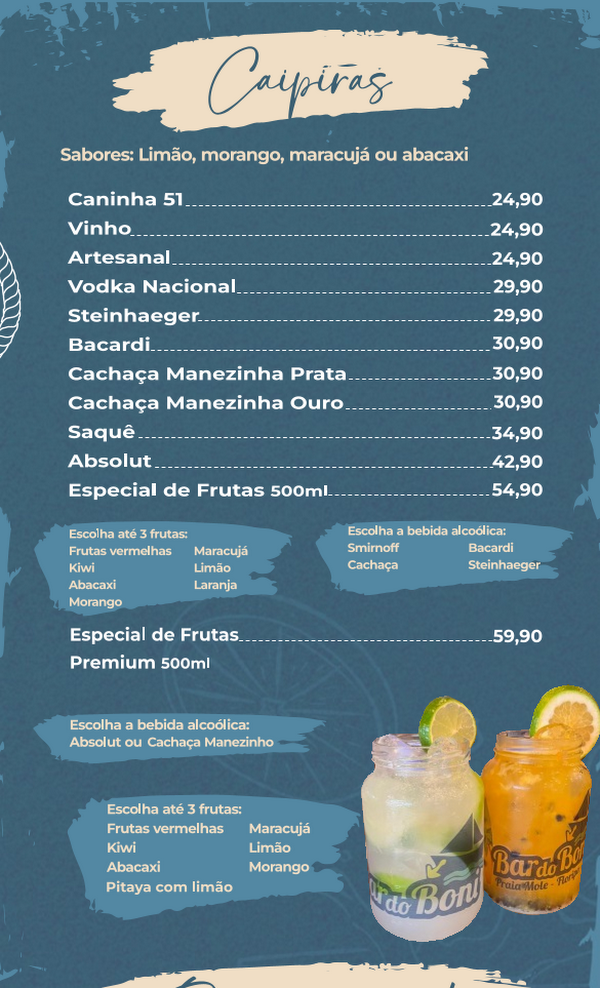 Caipiras
Sabores: Limão, morango, maracujá ou abacaxi
Caninha 51 24,90
Vinho 24,90
Artesanal 24,90
Vodka Nacional 29,90
Steinhaeger 29,90
Bacardi 30,90
Cachaça Manezinha Prata 30,90
Cachaça Manezinha Ouro 30,90
Saquê 34,90
Absolut 42,90
Especial de Frutas 500ml 54,90
Escolha até 3 frutas:
Frutas vermelhas Maracujá
Kiwi Limão
Abacaxi Laranja
Morango
Escolha a bebida alcoólica:
Smirnoff Bacardi
Cachaça Steinhaeger
Especial de Frutas 59,90
Premium 500ml
Escolha a bebida alcoólica:
Absolut ou Cachaça Manezinho
Escolha até 3 frutas:
Frutas vermelhas Maracujá
Kiwi Limão
Abacaxi Morango
Pitaya com limão
ar do Boni
Bar do Bo
Praia Mole - Florip